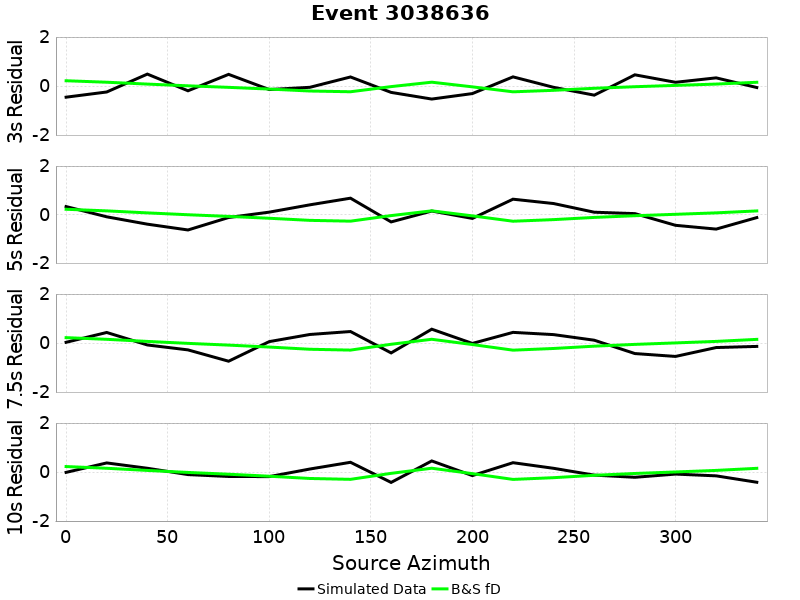 Event 3038636
3s Residual
2
0
-2
5s Residual
2
0
-2
7.5s Residual
2
0
-2
10s Residual
2
0
-2
0 50 100 150 200 250 300
Source Azimuth
Simulated Data B&S fD